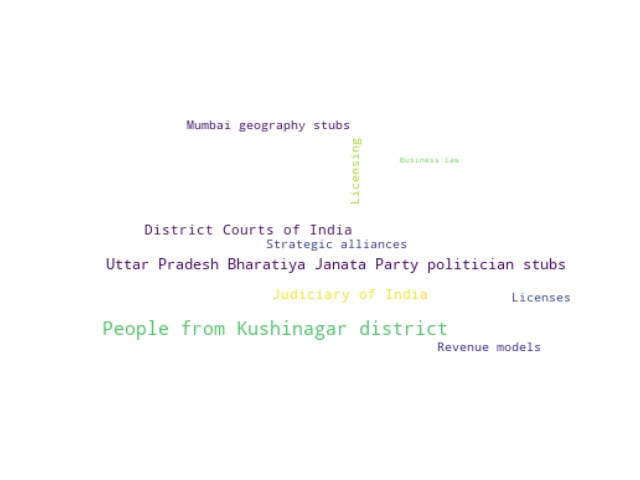 Mumbai geography stubs
Licensing
Business law
District Courts of India
Strategic alliances
Uttar Pradesh Bharatiya Janata Party politician stubs
Judiciary of India
Licenses
People from Kushinagar district
Revenue models